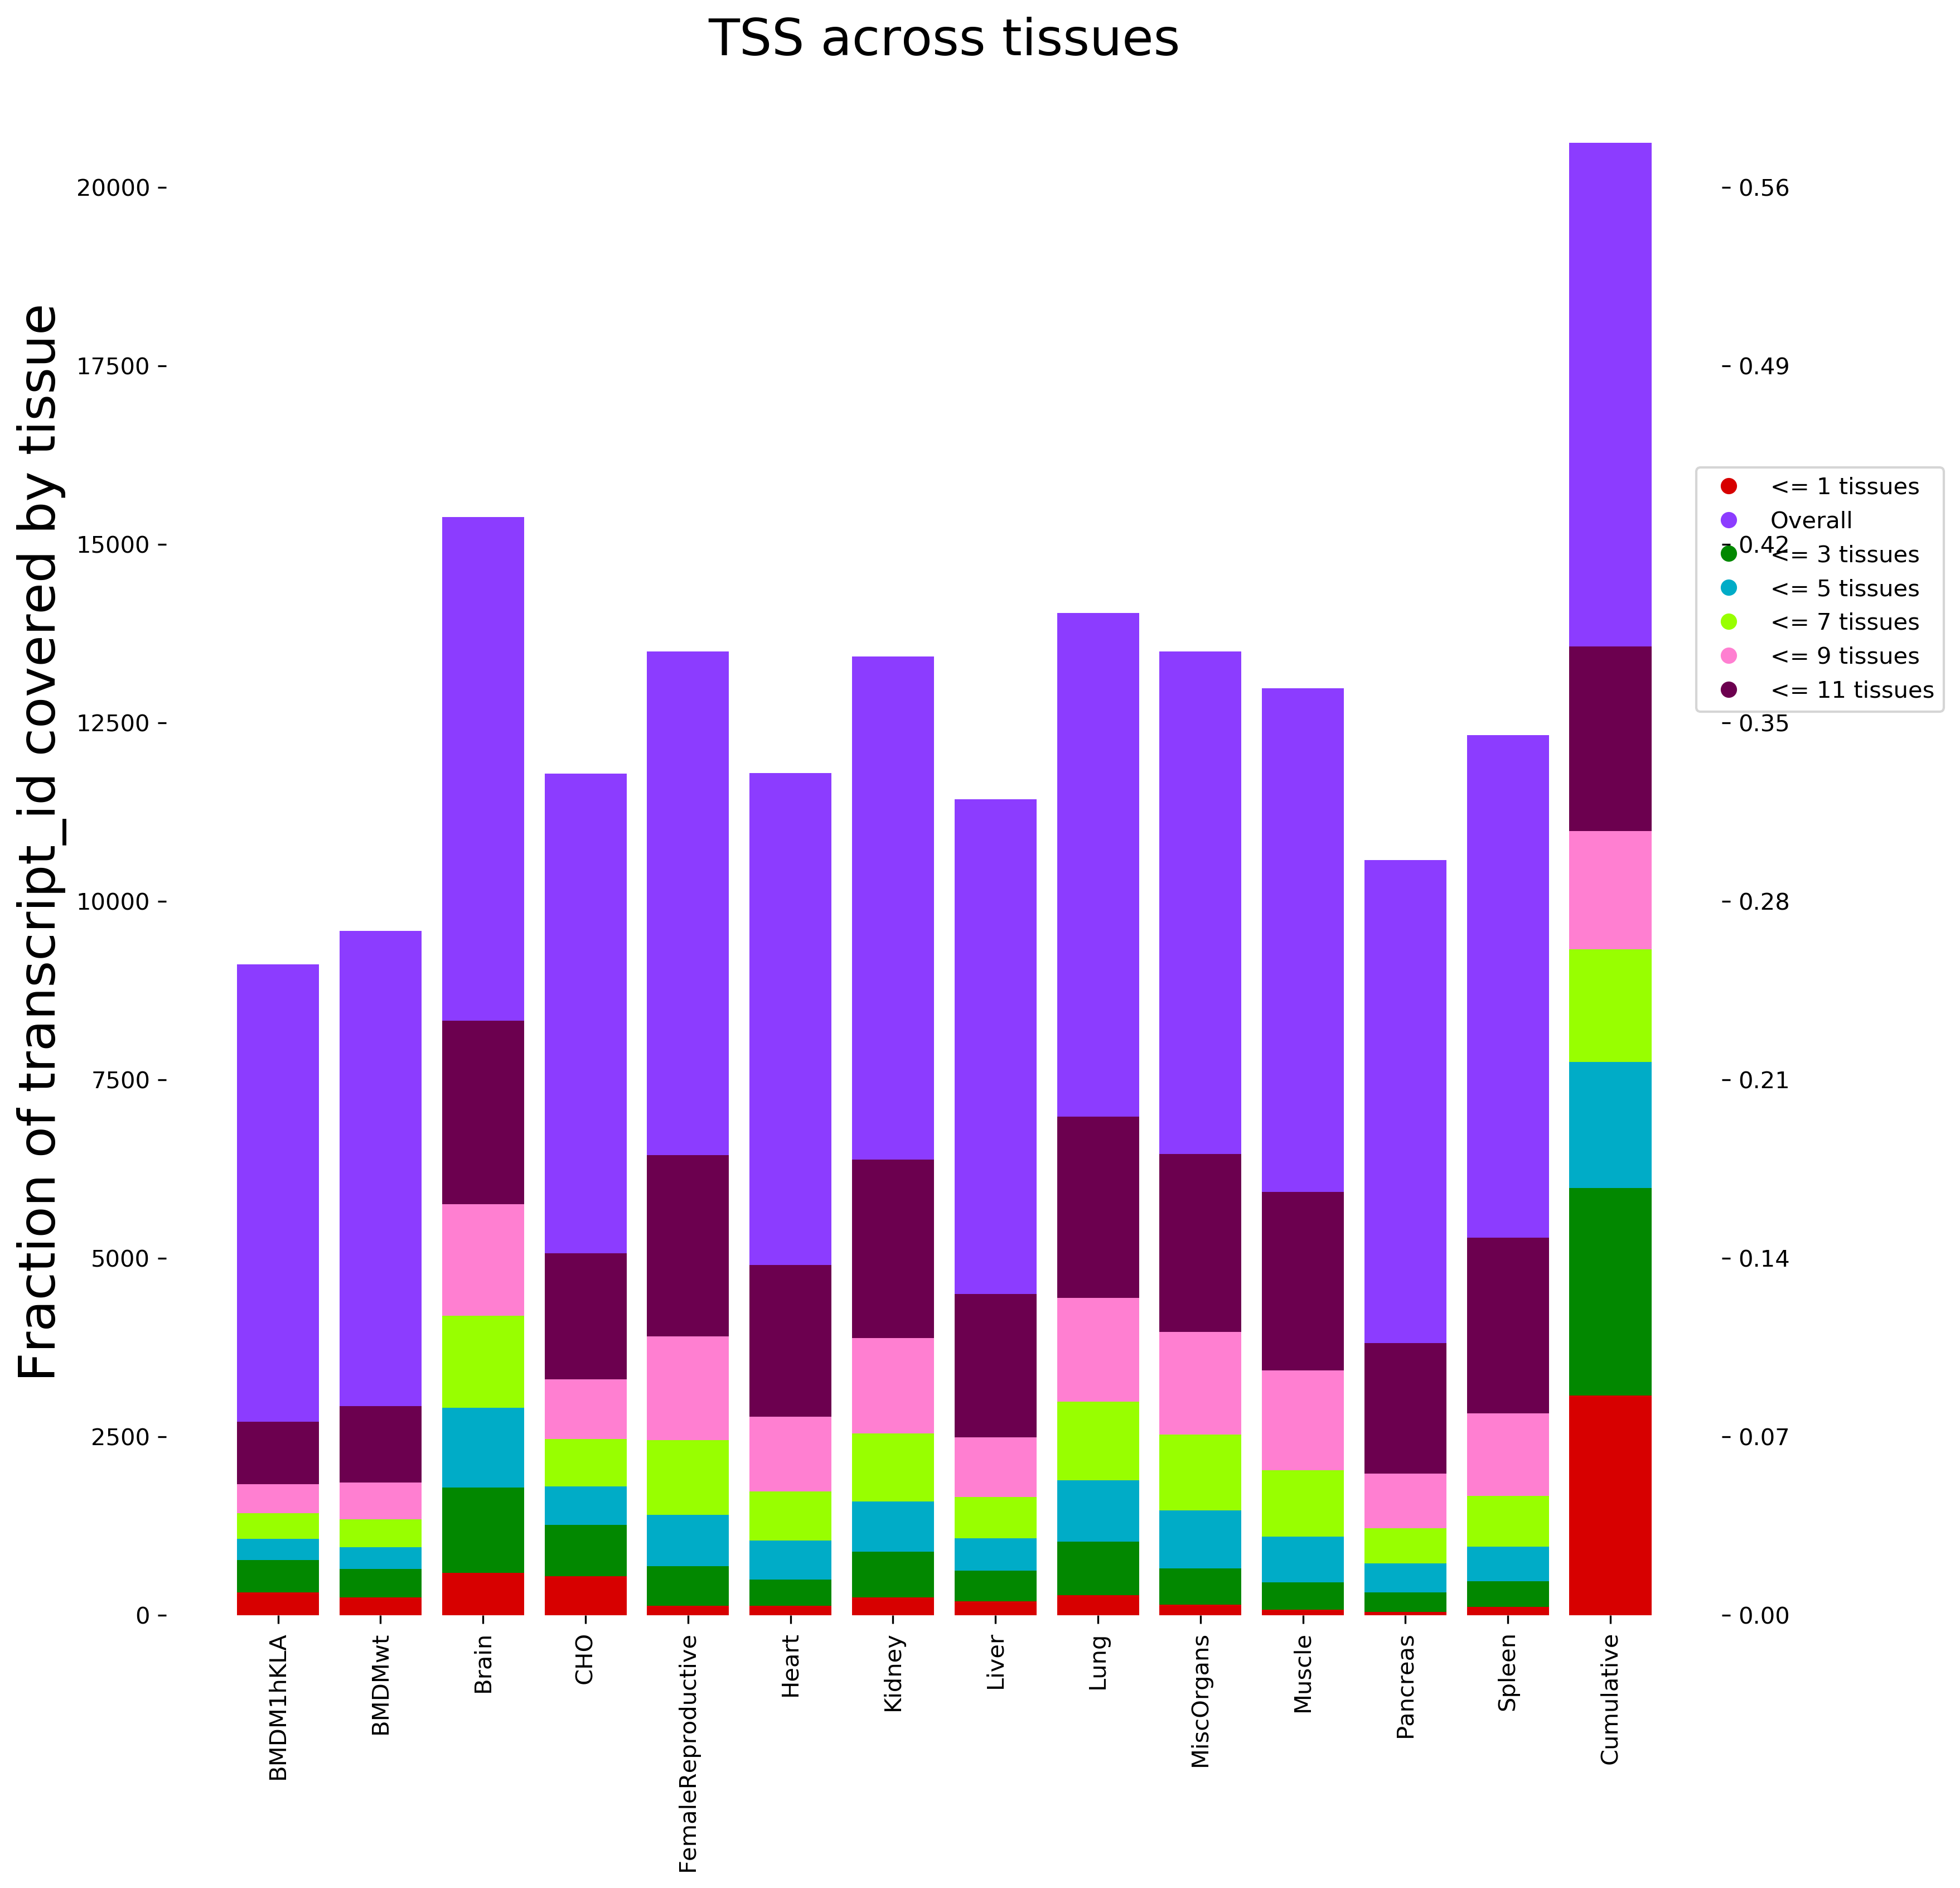 TSS across tissues
Fraction of transcript_id covered by tissue
20000
17500
15000
12500
10000
7500
5000
2500
0
0.56
0.49
0.42
0.35
0.28
0.21
0.14
0.07
0.00
<= 1 tissues
Overall
<= 3 tissues
<= 5 tissues
<= 7 tissues
<= 9 tissues
<= 11 tissues
BMDM1hKLA
BMDMwt
Brain
CHO
FemaleReproductive
Heart
Kidney
Liver
Lung
MiscOrgans
Muscle
Pancreas
Spleen
Cumulative